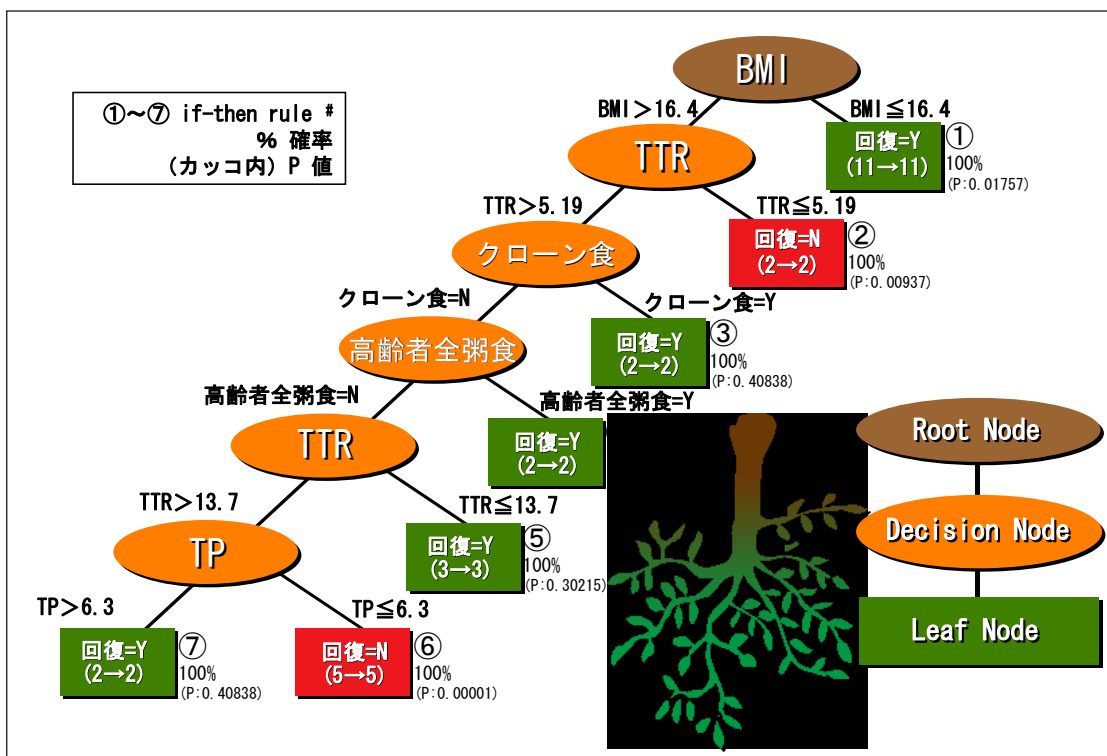 ①～⑦ if-then rule #
% 確率
(カッコ内) P 値
BMI
BMI>16.4
BMI≦16.4
回復=Y
(11→11)
①
100%
(P:0.01757)
TTR
TTR>5.19
TTR≦5.19
回復=N
(2→2)
②
100%
(P:0.00937)
クローン食
クローン食=N
クローン食=Y
回復=Y
(2→2)
③
100%
(P:0.40838)
高齢者全粥食
高齢者全粥食=N
高齢者全粥食=Y
回復=Y
(2→2)
TTR
TTR>13.7
TTR≦13.7
回復=Y
(3→3)
⑤
100%
(P:0.30215)
TP
TP>6.3
TP≦6.3
回復=Y
(2→2)
⑦
100%
(P:0.40838)
回復=N
(5→5)
⑥
100%
(P:0.00001)
Root Node
Decision Node
Leaf Node